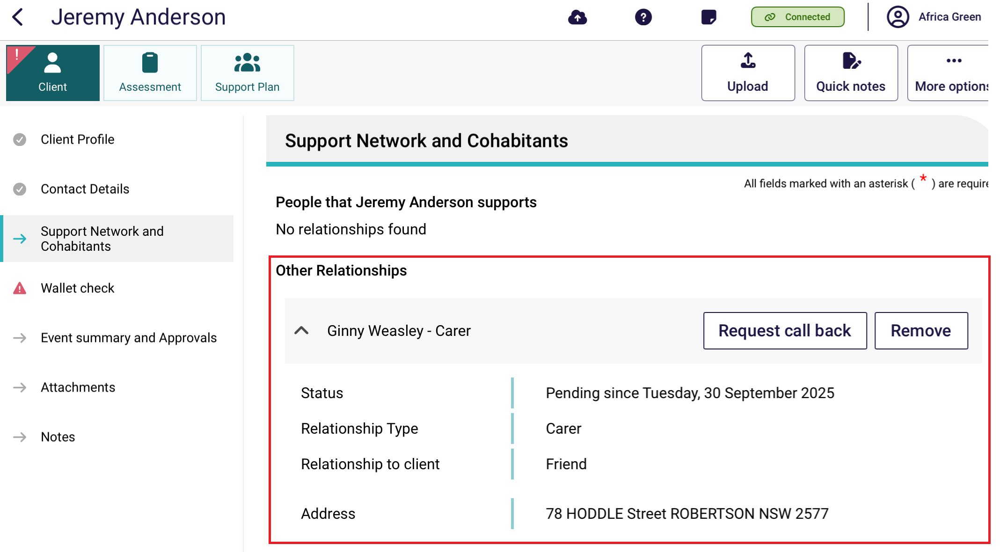 Jeremy Anderson
Connected
Africa Green
Client
Assessment
Support Plan
Upload
Quick notes
More options
Client Profile
Contact Details
Support Network and
Cohabitants
Wallet check
Event summary and Approvals
Attachments
Notes
Support Network and Cohabitants
All fields marked with an asterisk ( * ) are require
People that Jeremy Anderson supports
No relationships found
Other Relationships
Ginny Weasley - Carer
Request call back
Remove
Status
Pending since Tuesday, 30 September 2025
Relationship Type
Carer
Relationship to client
Friend
Address
78 HODDLE Street ROBERTSON NSW 2577